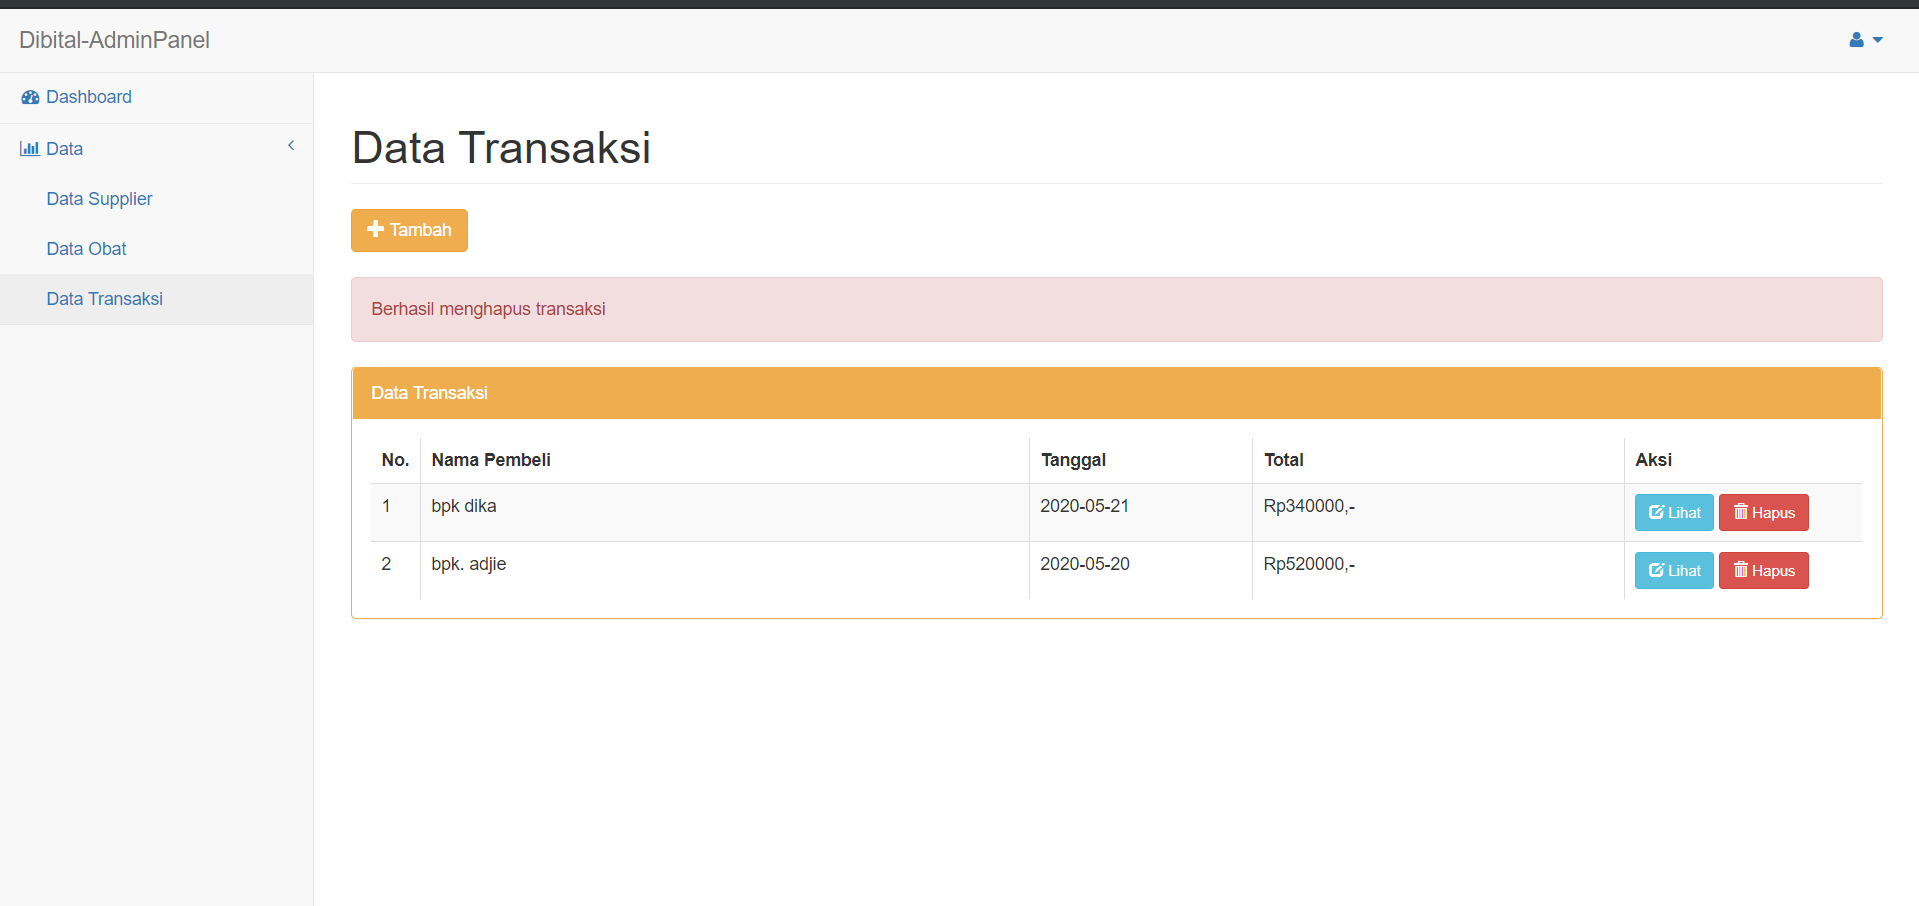 Dibital-AdminPanel
Dashboard
Data
Data Supplier
Data Obat
Data Transaksi
Data Transaksi
Tambah
Berhasil menghapus transaksi
Data Transaksi
No. Nama Pembeli Tanggal Total Aksi
1 bpk dika 2020-05-21 Rp340000,- Lihat Hapus
2 bpk. adjie 2020-05-20 Rp520000,- Lihat Hapus